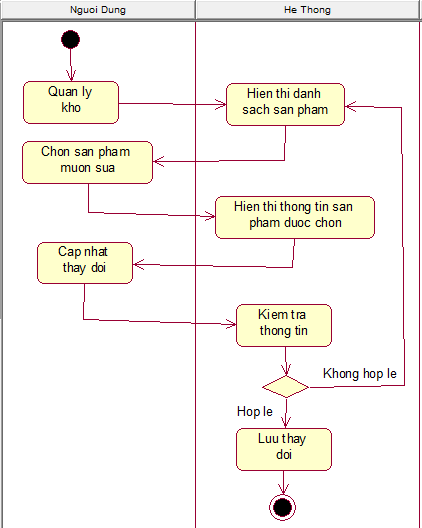 Nguoi Dung
He Thong
Quan ly
kho
Hien thi danh
sach san pham
Chon san pham
muon sua
Hien thi thong tin san
pham duoc chon
Cap nhat
thay doi
Kiem tra
thong tin
Khong hop le
Hop le
Luu thay
doi